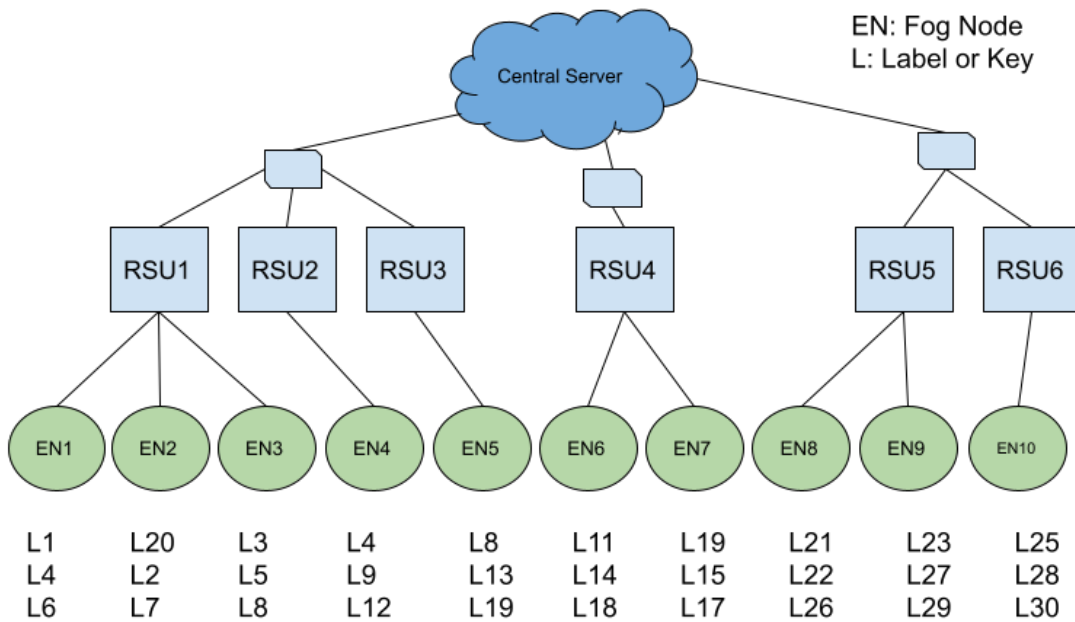 EN: Fog Node
L: Label or Key
Central Server
RSU1 RSU2 RSU3 RSU4 RSU5 RSU6
EN1 EN2 EN3 EN4 EN5 EN6 EN7 EN8 EN9 EN10
L1 L20 L3 L4 L8 L11 L19 L21 L23 L25
L4 L2 L5 L9 L13 L14 L15 L22 L27 L28
L6 L7 L8 L12 L19 L18 L17 L26 L29 L30